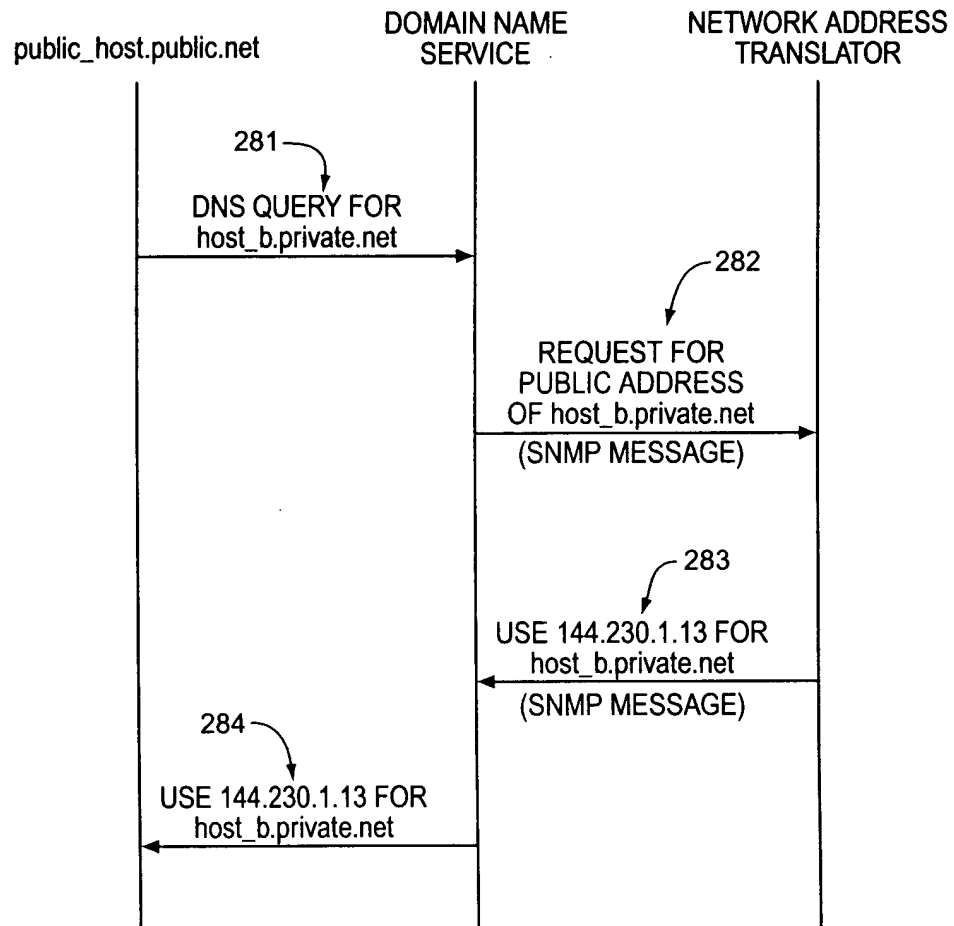 public_host.public.net
DOMAIN NAME
SERVICE
NETWORK ADDRESS
TRANSLATOR
281
DNS QUERY FOR
host_b.private.net
282
REQUEST FOR
PUBLIC ADDRESS
OF host_b.private.net
(SNMP MESSAGE)
283
USE 144.230.1.13 FOR
host_b.private.net
(SNMP MESSAGE)
284
USE 144.230.1.13 FOR
host_b.private.net